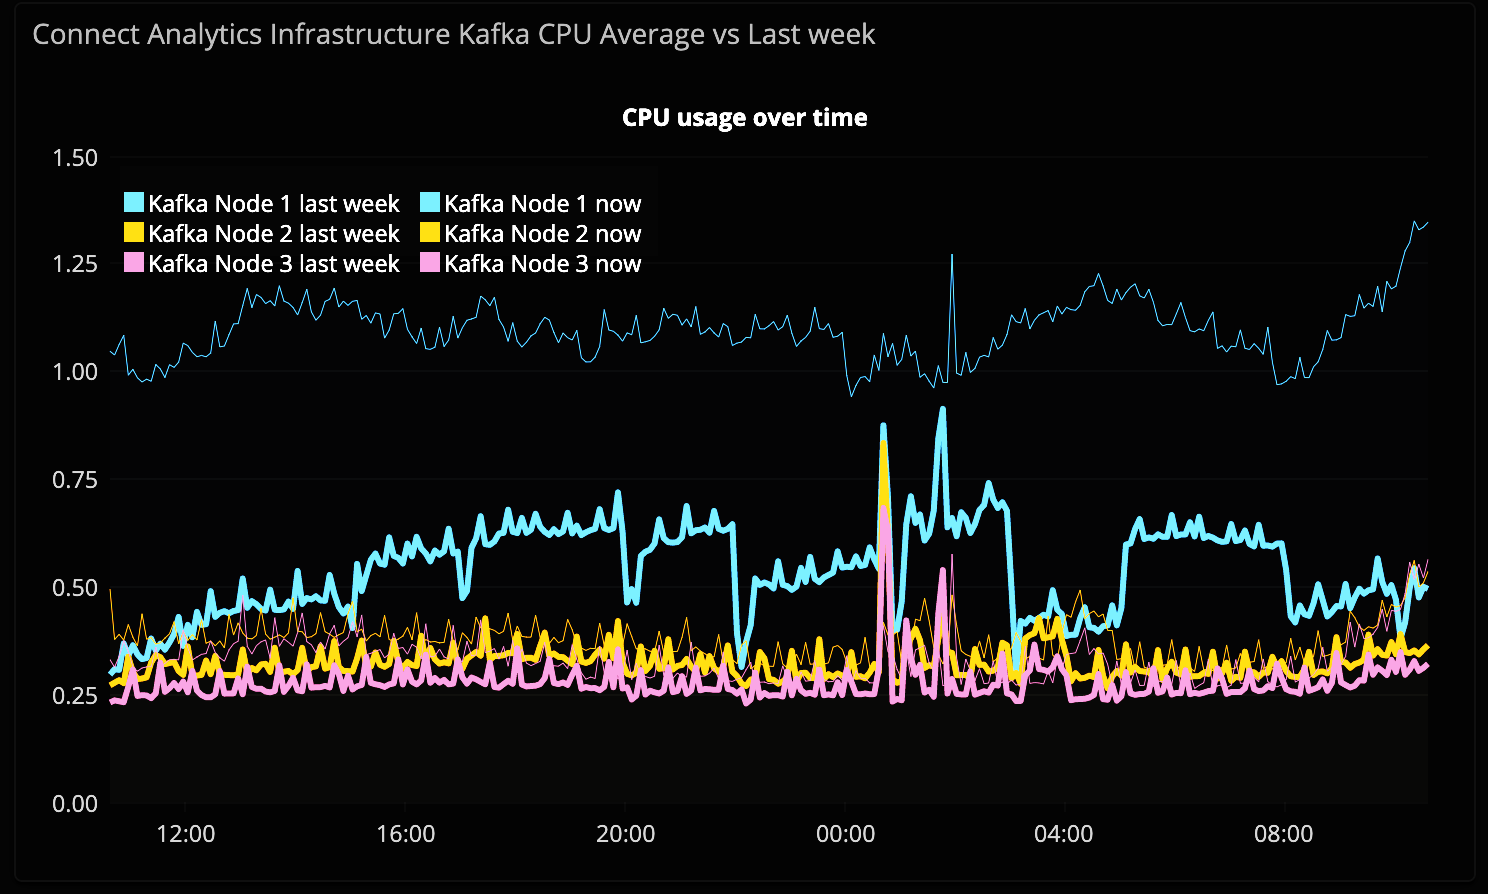 Connect Analytics Infrastructure Kafka CPU Average vs Last week
CPU usage over time
1.50
Kafka Node 1 last week Kafka Node 1 now
Kafka Node 2 last week Kafka Node 2 now
1.25 Kafka Node 3 last week Kafka Node 3 now
1.00
0.75
0.50
0.25
0.00
12:00 16:00 20:00 00:00 04:00 08:00